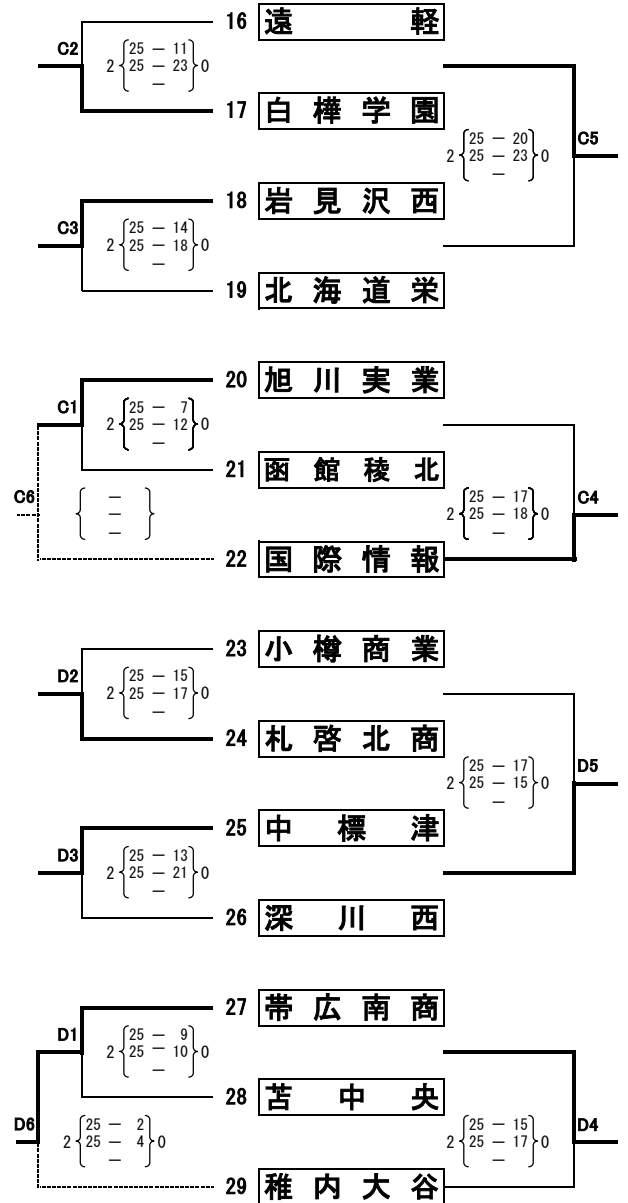 16 遠軽
C2
2 25 － 11 0
25 － 23
－
17 白樺学園
C5
2 25 － 20 0
25 － 23
－
18 岩見沢西
C3
2 25 － 14 0
25 － 18
－
19 北海道栄
20 旭川実業
C1
2 25 － 7 0
25 － 12
－
21 函館稜北
C6
－
－
－
C4
2 25 － 17 0
25 － 18
－
22 国際情報
23 小樽商業
D2
2 25 － 15 0
25 － 17
－
24 札啓北商
D5
2 25 － 17 0
25 － 15
－
25 中標津
D3
2 25 － 13 0
25 － 21
－
26 深川西
27 帯広南商
D1
2 25 － 9 0
25 － 10
－
28 苫中央
D6
2 25 － 2 0
25 － 4
－
D4
2 25 － 15 0
25 － 17
－
29 稚内大谷